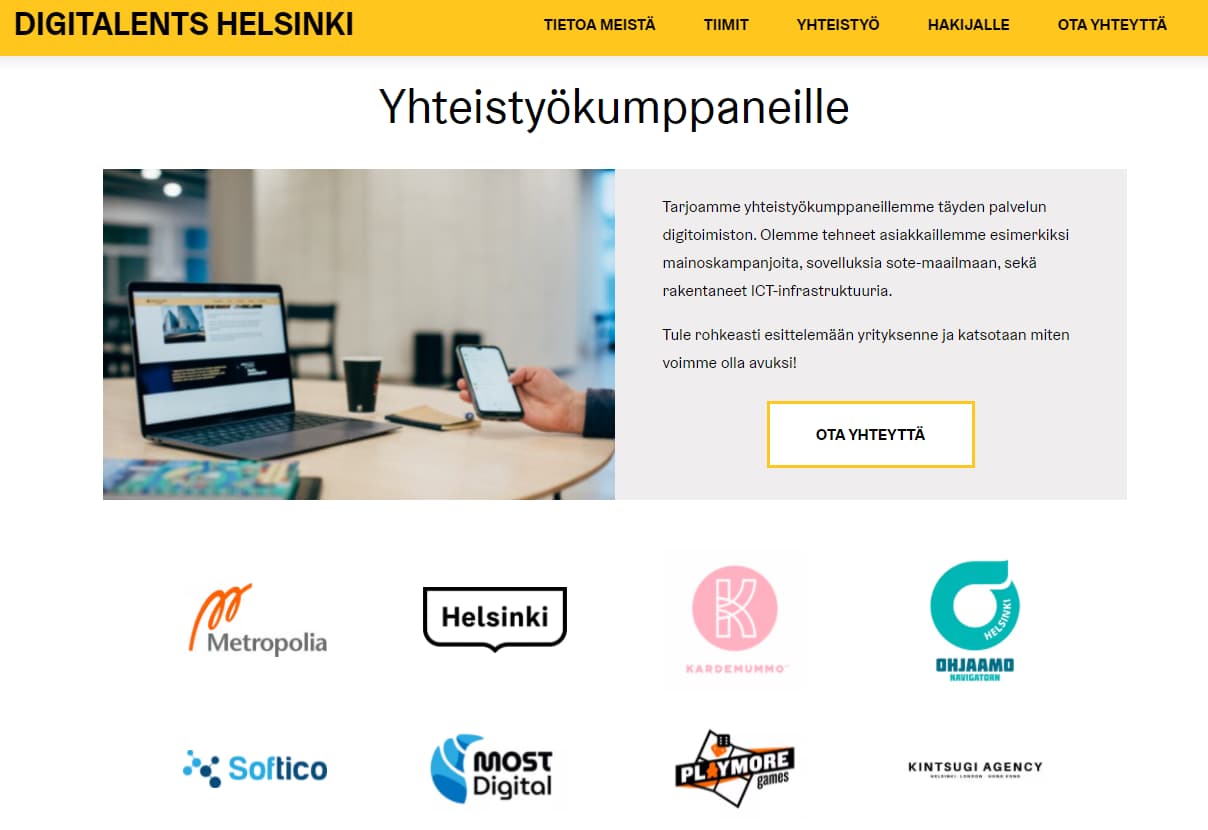 DIGITALENTS HELSINKI
TIETOA MEISTÄ
TIIMIT
YHTEISTYÖ
HAKIJALLE
OTA YHTEYTTÄ
Yhteistyökumppaneille
Tarjoamme yhteistyökumppaneillemme täyden palvelun
digitoimiston. Olemme tehneet asiakkaillemme esimerkiksi
mainoskampanjoita, sovelluksia sote-maailmaan, sekä
rakentaneet ICT-infrastruktuuria.
Tule rohkeasti esittelemään yrityksenne ja katsotaan miten
voimme olla avuksi!
OTA YHTEYTTÄ
Metropolia
Helsinki
KARDEMUMMO
HELSINKI
OHJAAMO
NAVIGATORN
Softico
MOST
Digital
PLAYMORE
games
KINTSUGI AGENCY
HELSINKI LONDON HONG KONG